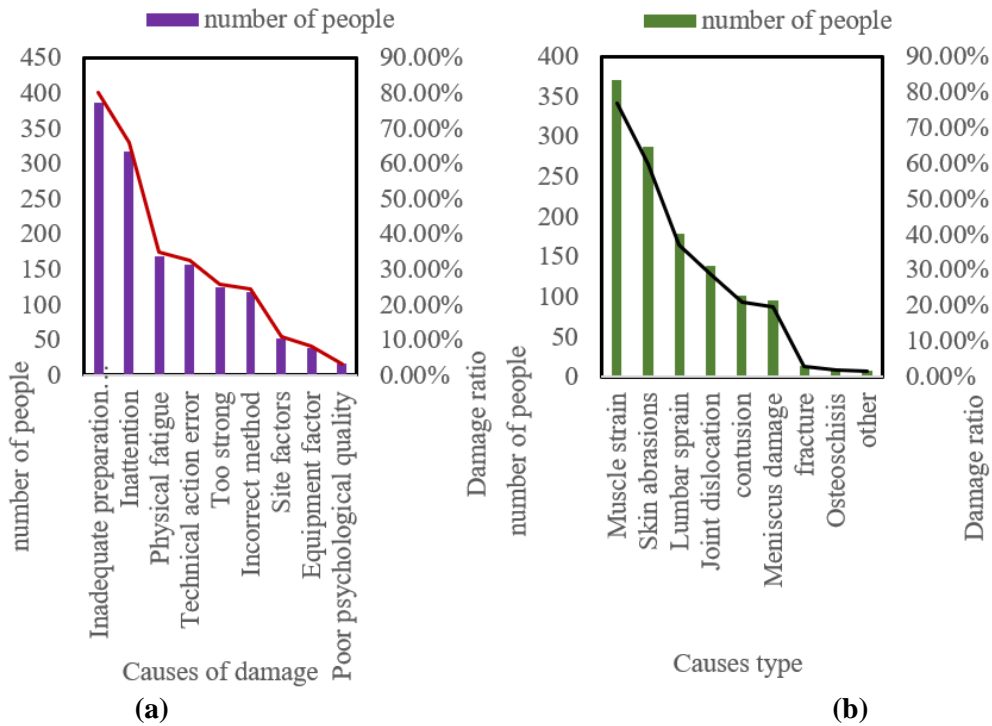 number of people
450
400
350
300
250
200
150
100
50
0
number of people
90.00%
80.00%
70.00%
60.00%
50.00%
40.00%
30.00%
20.00%
10.00%
0.00%
Damage ratio
Inadequate preparation…
Inattention
Physical fatigue
Technical action error
Too strong
Incorrect method
Site factors
Equipment factor
Poor psychological quality
Causes of damage
(a)
number of people
400
350
300
250
200
150
100
50
0
number of people
90.00%
80.00%
70.00%
60.00%
50.00%
40.00%
30.00%
20.00%
10.00%
0.00%
Damage ratio
Muscle strain
Skin abrasions
Lumbar sprain
Joint dislocation
contusion
Meniscus damage
fracture
Osteoschisis
other
Causes type
(b)